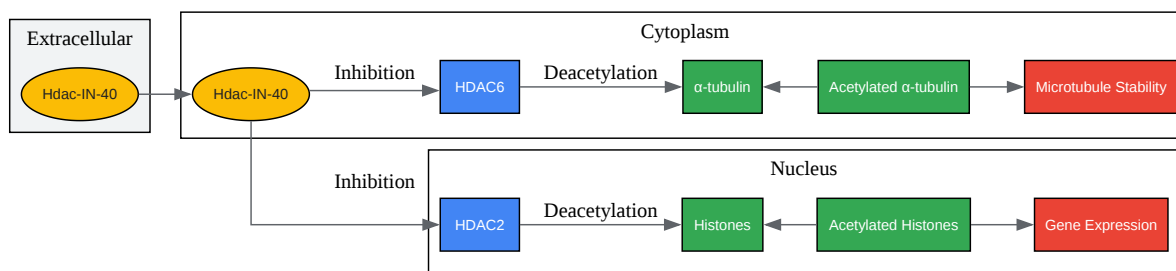 Extracellular
Cytoplasm
Hdac-IN-40
Hdac-IN-40
Inhibition
HDAC6
Deacetylation
α-tubulin
Acetylated α-tubulin
Microtubule Stability
Nucleus
Inhibition
HDAC2
Deacetylation
Histones
Acetylated Histones
Gene Expression